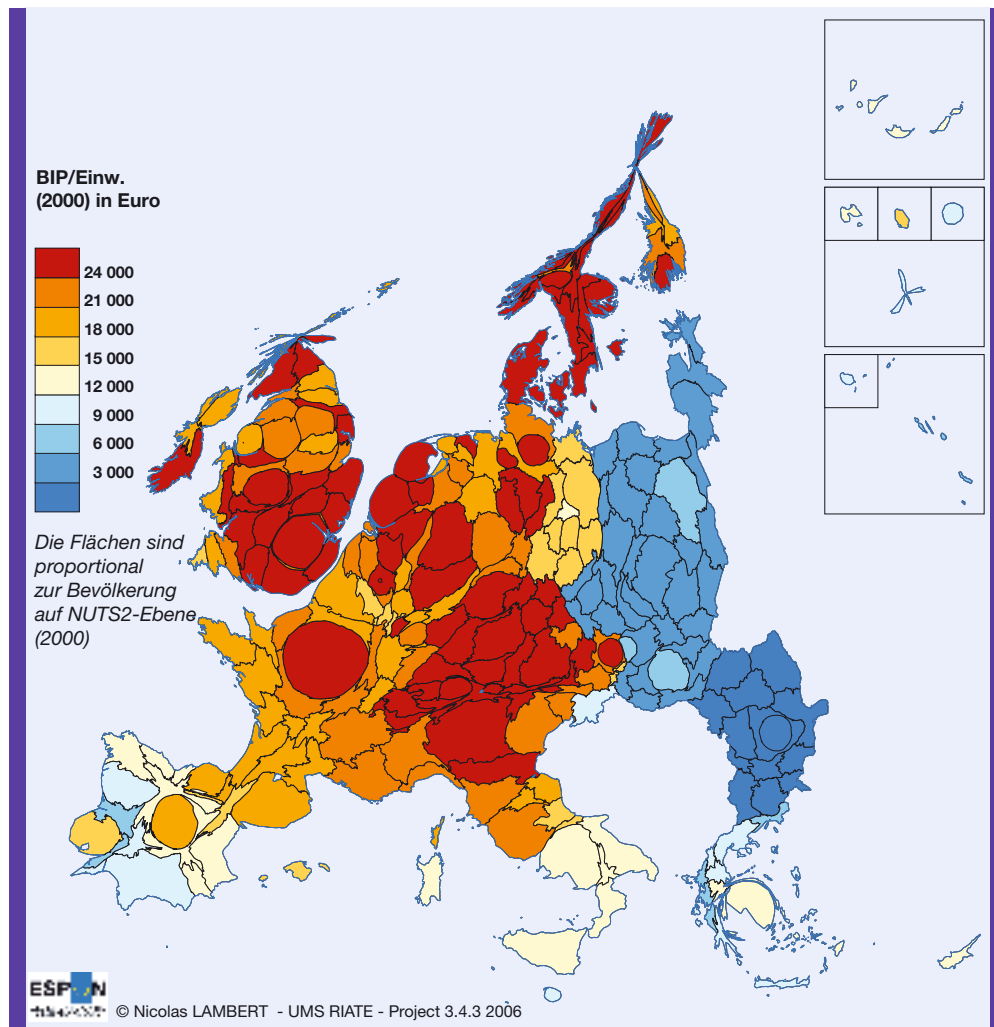 BIP/Einw.
(2000) in Euro
24 000
21 000
18 000
15 000
12 000
9 000
6 000
3 000
Die Flächen sind
proportional
zur Bevölkerung
auf NUTS2-Ebene
(2000)
ESPON
© Nicolas LAMBERT - UMS RIATE - Project 3.4.3 2006